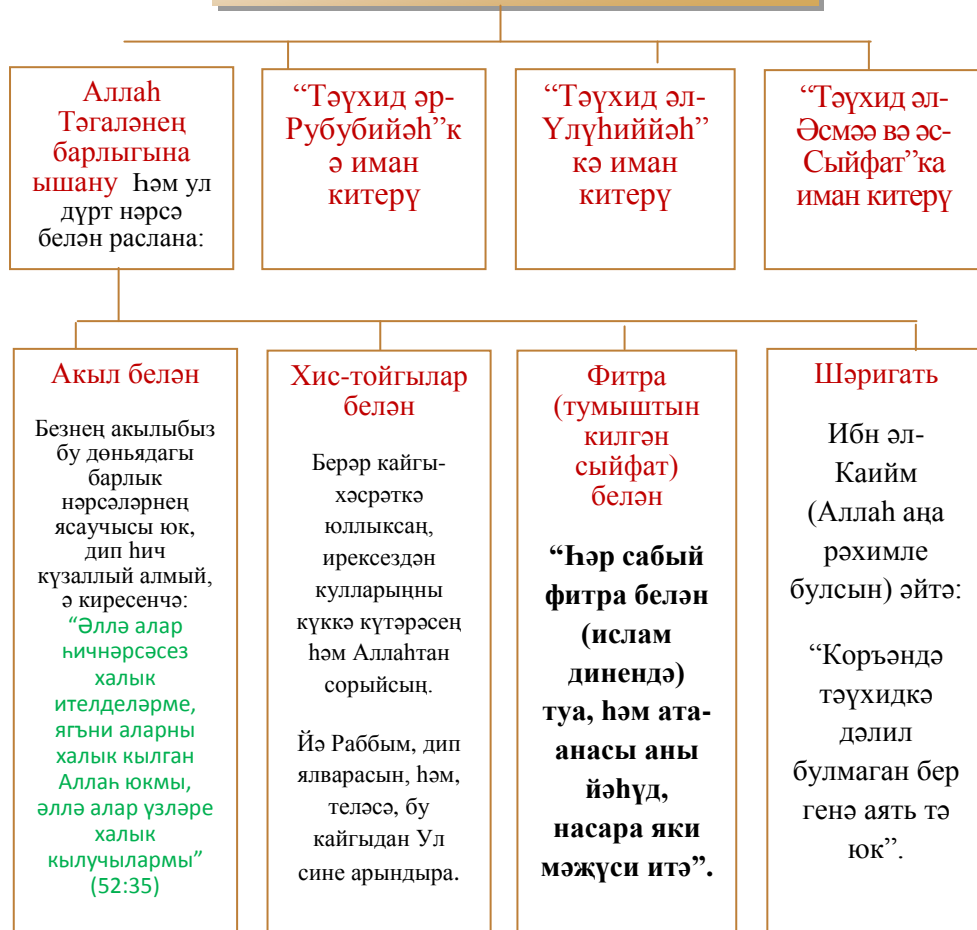 Аллаһ
Тәгаләнең
барлыгына
ышану Һәм ул
дүрт нәрсә
белән раслана:
“Тәүхид әр-
Рубубийәһ”к
ә иман
китерү
“Тәүхид әл-
Үлүһиййәһ”
кә иман
китерү
“Тәүхид әл-
Әсмәә вә әс-
Сыйфат”ка
иман китерү
Акыл белән
Безнең акылыбыз
бу дөньядагы
барлык
нәрсәләрнең
ясаучысы юк,
дип һич
күзаллый алмый,
ә киресенчә:
“Әллә алар
һичнәрсәсез
халык
ителделәрме,
ягъни аларны
халык кылган
Аллаһ юкмы,
әллә алар үзләре
халык
кылучылармы”
(52:35)
Хис-тойгылар
белән
Берәр кайгы-
хәсрәткә
юллыксаң,
ирексездән
кулларыңны
күккә күтәрәсең
һәм Аллаһтан
сорыйсың.
Йә Раббым, дип
ялварасын, һәм,
теләсә, бу
кайгыдан Ул
сине арындыра.
Фитра
(тумыштын
килгән
сыйфат)
белән
“Һәр сабый
фитра белән
(ислам
динендә)
туа, һәм ата-
анасы аны
йәһүд,
насара яки
мәҗүси итә”.
Шәригать
Ибн әл-
Каийм
(Аллаһ аңа
рәхимле
булсын) әйтә:
“Коръәндә
тәүхидкә
дәлил
булмаган бер
генә аять тә
юк”.